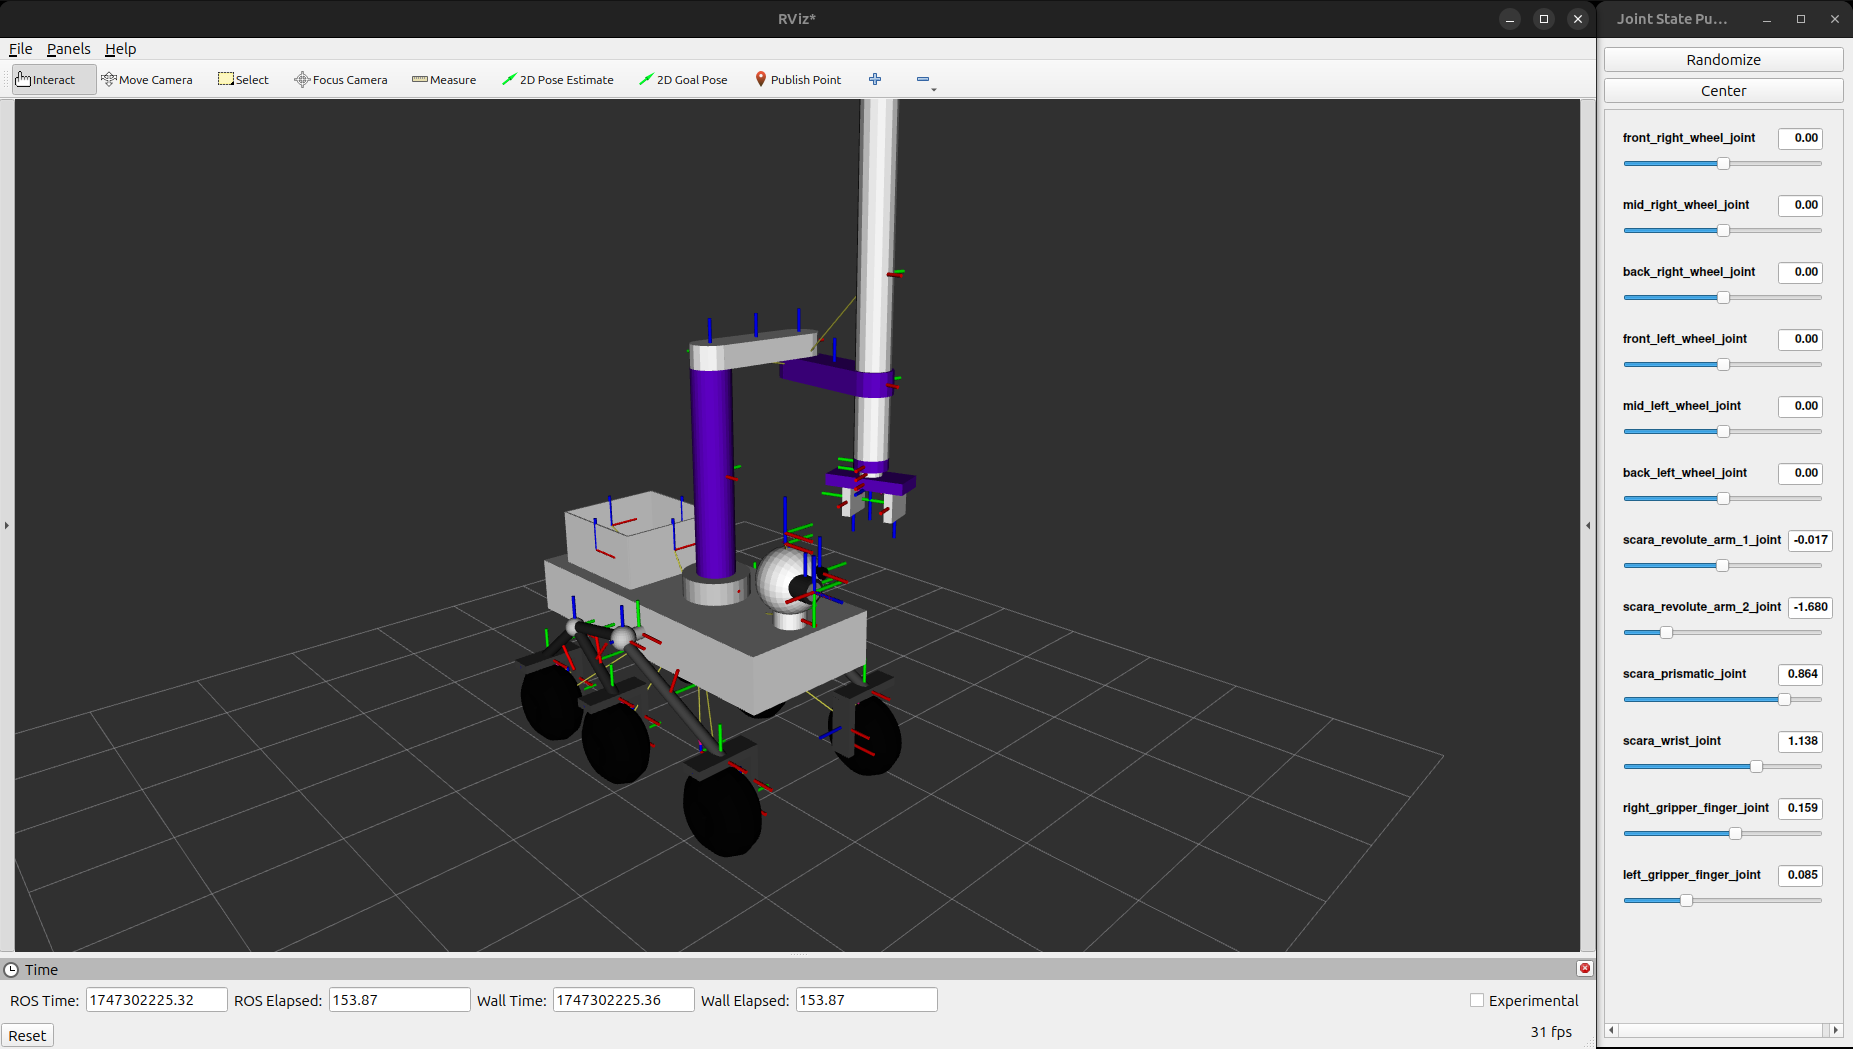 RViz*
File Panels Help
Interact Move Camera Select Focus Camera Measure 2D Pose Estimate 2D Goal Pose Publish Point
Time
ROS Time: 1747302225.32 ROS Elapsed: 153.87 Wall Time: 1747302225.36 Wall Elapsed: 153.87 Experimental
Reset 31 fps
Joint State Pu...
Randomize
Center
front_right_wheel_joint 0.00
mid_right_wheel_joint 0.00
back_right_wheel_joint 0.00
front_left_wheel_joint 0.00
mid_left_wheel_joint 0.00
back_left_wheel_joint 0.00
scara_revolute_arm_1_joint -0.017
scara_revolute_arm_2_joint -1.680
scara_prismatic_joint 0.864
scara_wrist_joint 1.138
right_gripper_finger_joint 0.159
left_gripper_finger_joint 0.085